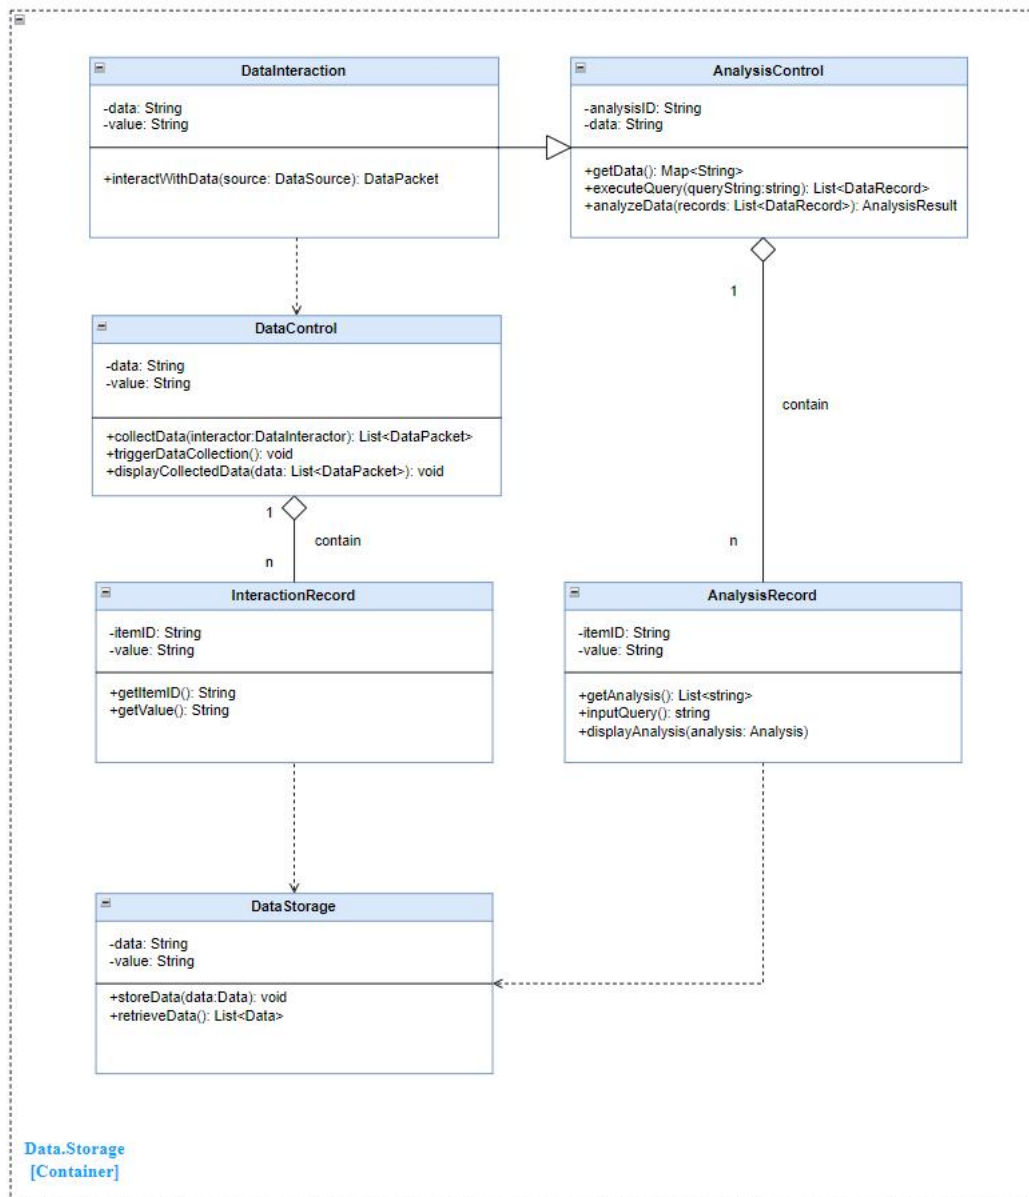 DataInteraction
-data: String
-value: String
+interactWithData(source: DataSource): DataPacket
AnalysisControl
-analysisID: String
-data: String
+getData(): Map<String>
+executeQuery(queryString:string): List<DataRecord>
+analyzeData(records: List<DataRecord>): AnalysisResult
DataControl
-data: String
-value: String
+collectData(interactor:DataInteractor): List<DataPacket>
+triggerDataCollection(): void
+displayCollectedData(data: List<DataPacket>): void
1
contain
n
1
contain
n
InteractionRecord
-itemID: String
-value: String
+getItemID(): String
+getValue(): String
AnalysisRecord
-itemID: String
-value: String
+getAnalysis(): List<string>
+inputQuery(): string
+displayAnalysis(analysis: Analysis)
DataStorage
-data: String
-value: String
+storeData(data:Data): void
+retrieveData(): List<Data>
Data.Storage
[Container]